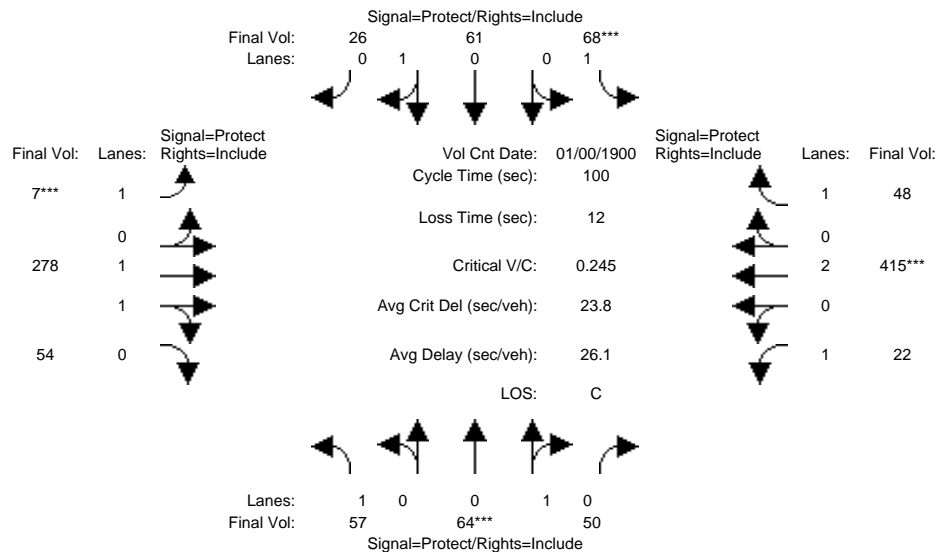 Signal=Protect/Rights=Include
Final Vol: 26 61 68***
Lanes: 0 1 0 0 1
Signal=Protect
Final Vol: Lanes: Rights=Include
Vol Cnt Date: 01/00/1900
Signal=Protect
Rights=Include Lanes: Final Vol:
Cycle Time (sec): 100
7*** 1
1 48
Loss Time (sec): 12
0
0
278 1
Critical V/C: 0.245
2 415***
1
Avg Crit Del (sec/veh): 23.8
0
54 0
Avg Delay (sec/veh): 26.1
1 22
LOS: C
Lanes: 1 0 0 1 0
Final Vol: 57 64*** 50
Signal=Protect/Rights=Include